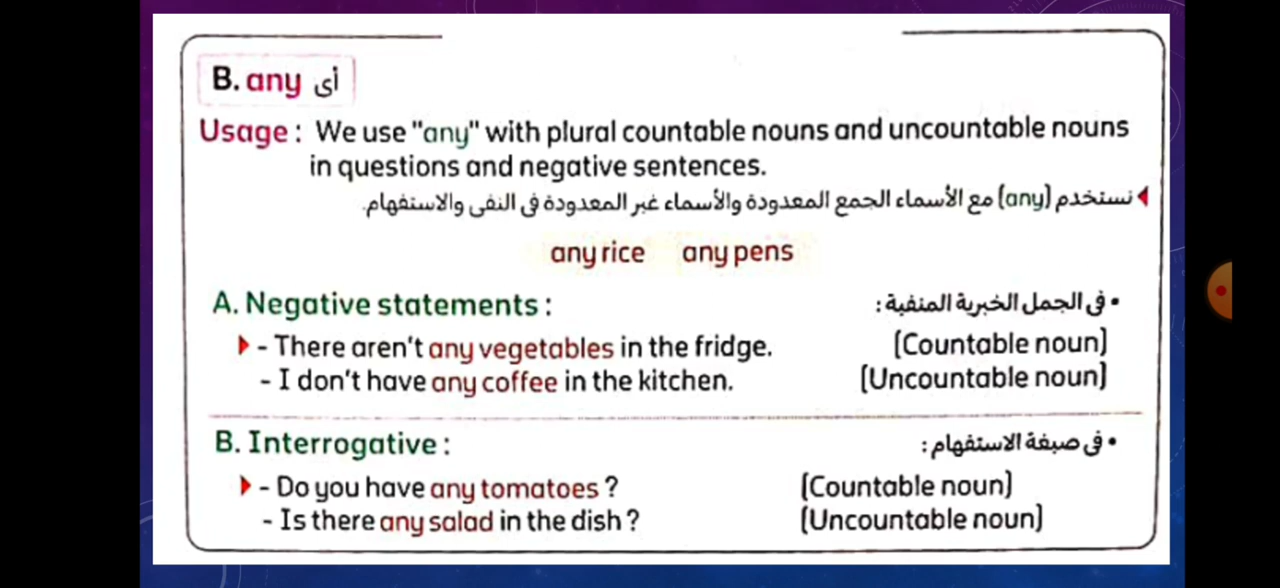 B. any أى
Usage : We use "any" with plural countable nouns and uncountable nouns
in questions and negative sentences.
نستخدم (any) مع الأسماء الجمع المعدودة والأسماء غير المعدودة فى النفى والاستفهام.
any rice any pens
A. Negative statements : • فى الجمل الخبرية المنفية :
- There aren't any vegetables in the fridge. (Countable noun)
- I don't have any coffee in the kitchen. (Uncountable noun)
B. Interrogative : • فى صيغة الاستفهام :
- Do you have any tomatoes ? (Countable noun)
- Is there any salad in the dish ? (Uncountable noun)